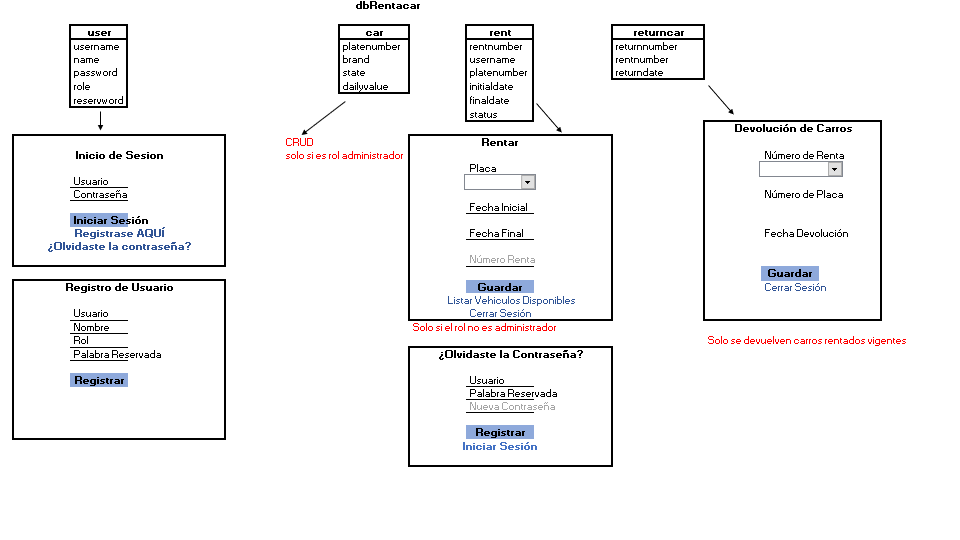 dbRentacar
user
username
name
password
role
reservword
car
platenumber
brand
state
dailyvalue
rent
rentnumber
username
platenumber
initialdate
finaldate
status
returncar
returnnumber
rentnumber
returndate
Inicio de Sesion
Usuario
Contraseña
Iniciar Sesión
Registrase AQUÍ
¿Olvidaste la contraseña?
CRUD
solo si es rol administrador
Rentar
Placa
Fecha Inicial
Fecha Final
Número Renta
Guardar
Listar Vehiculos Disponibles
Cerrar Sesión
Solo si el rol no es administrador
Devolución de Carros
Número de Renta
Número de Placa
Fecha Devolución
Guardar
Cerrar Sesión
Solo se devuelven carros rentados vigentes
Registro de Usuario
Usuario
Nombre
Rol
Palabra Reservada
Registrar
¿Olvidaste la Contraseña?
Usuario
Palabra Reservada
Nueva Contraseña
Registrar
Iniciar Sesión